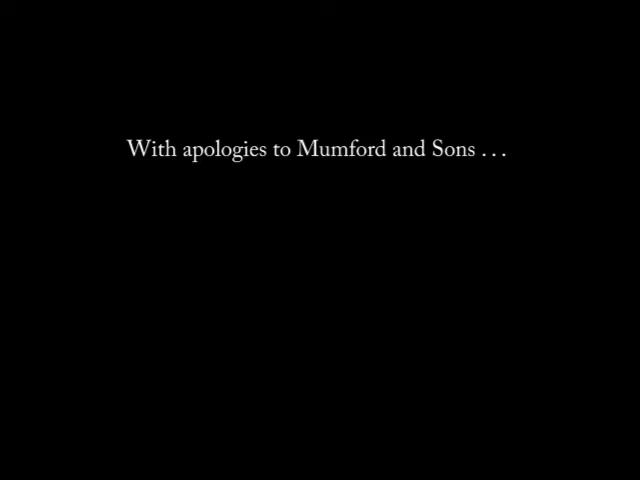 With apologies to Mumford and Sons . . .